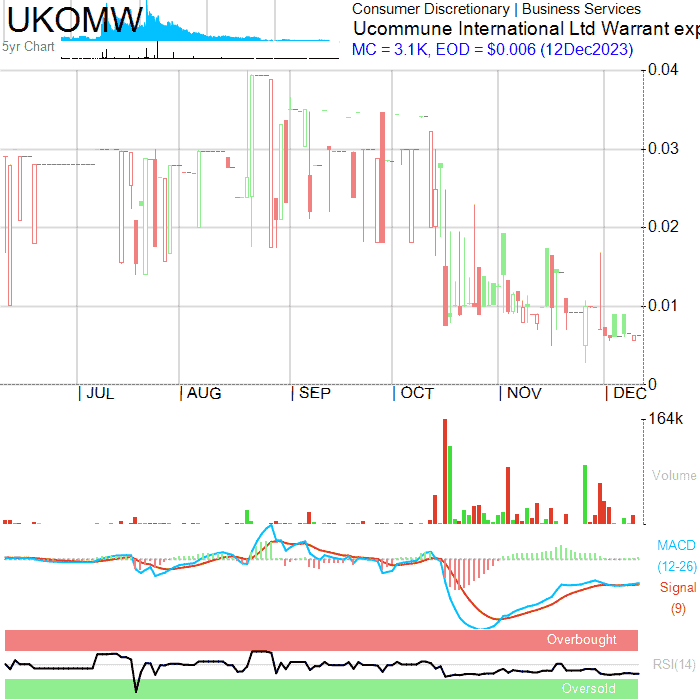 UKOMW
5yr Chart
Consumer Discretionary | Business Services
Ucommune International Ltd Warrant exp
MC = 3.1K, EOD = $0.006 (12Dec2023)
0.04
0.03
0.02
0.01
0
| JUL | AUG | SEP | OCT | NOV | DEC
164k
Volume
MACD
(12-26)
Signal
(9)
Overbought
RSI(14)
Oversold